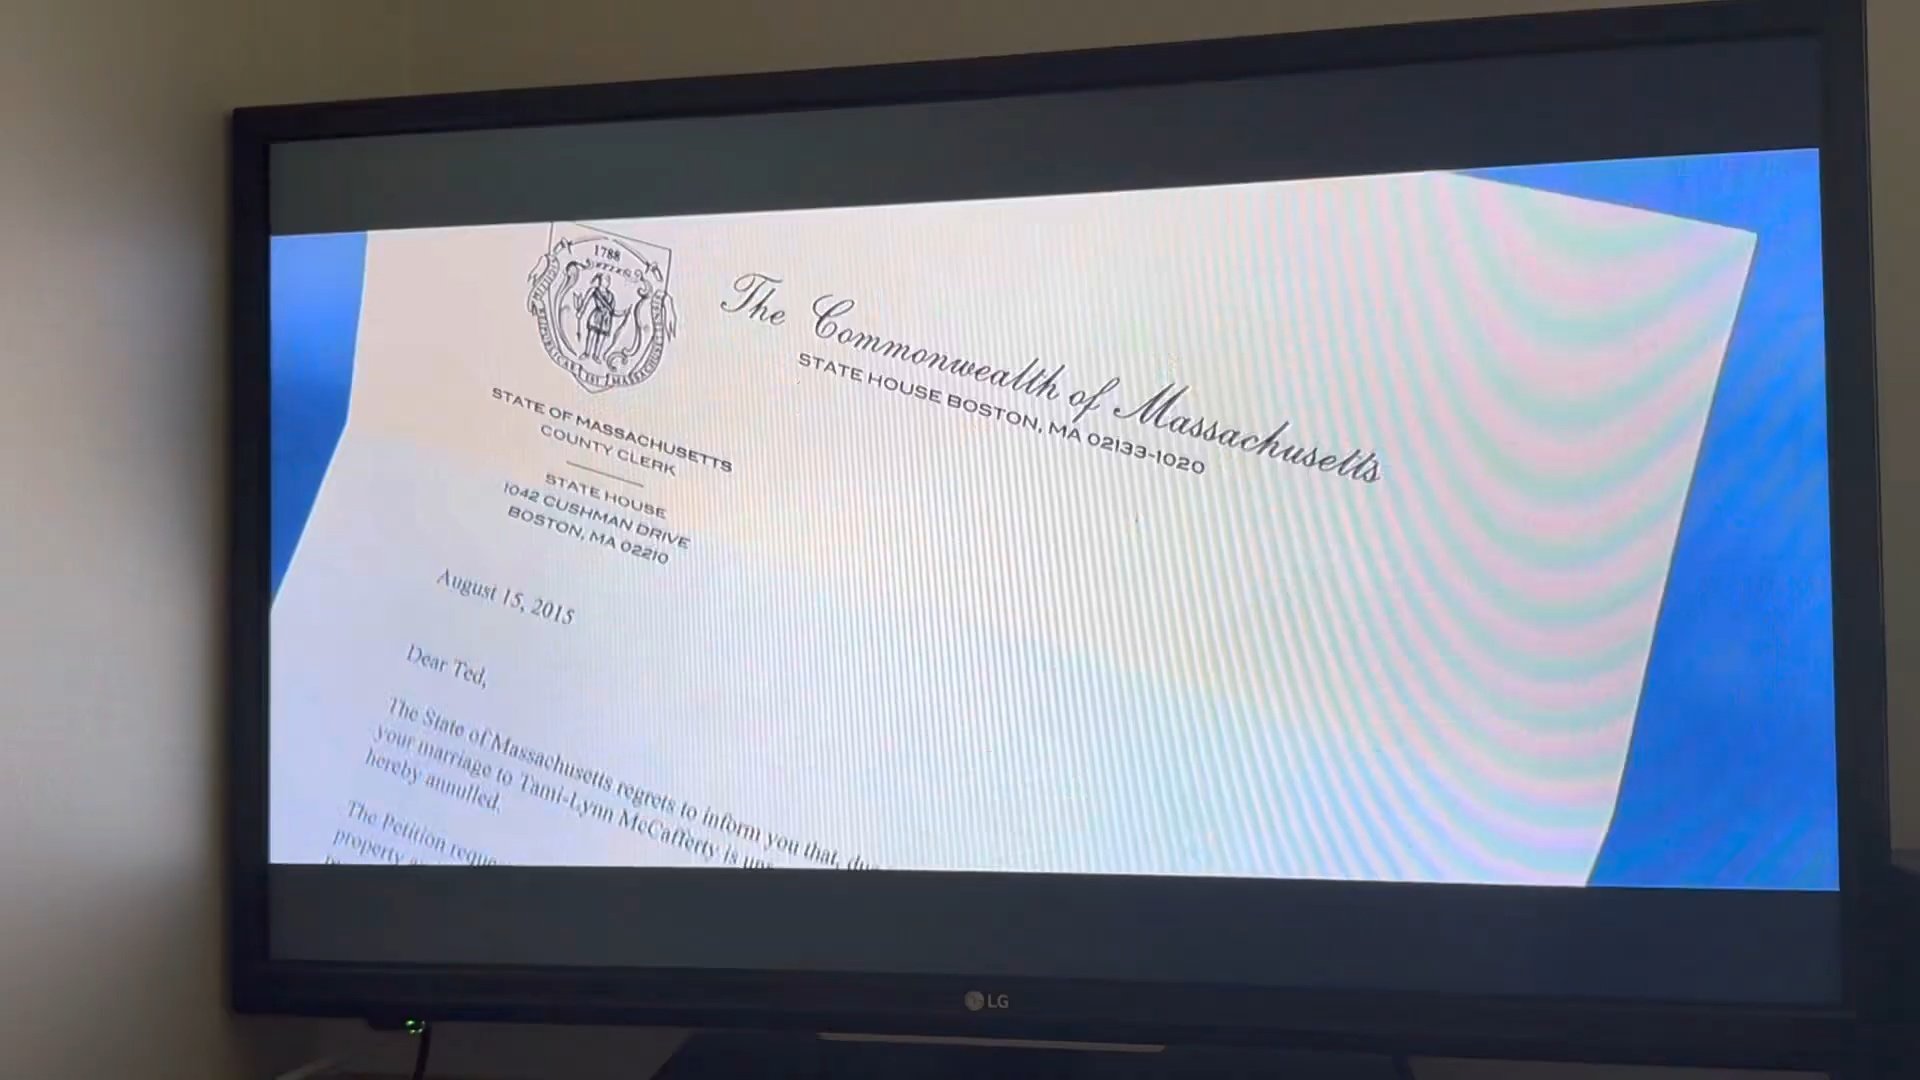 1788
The Commonwealth of Massachusetts
STATE HOUSE BOSTON, MA 02133-1020
STATE OF MASSACHUSETTS
COUNTY CLERK
STATE HOUSE
1042 CUSHMAN DRIVE
BOSTON, MA 02210
August 15, 2015
Dear Ted,
The State of Massachusetts regrets to inform you that,
your marriage to Tami-Lynn McCafferty is
hereby annulled.
The Petition
property
LG